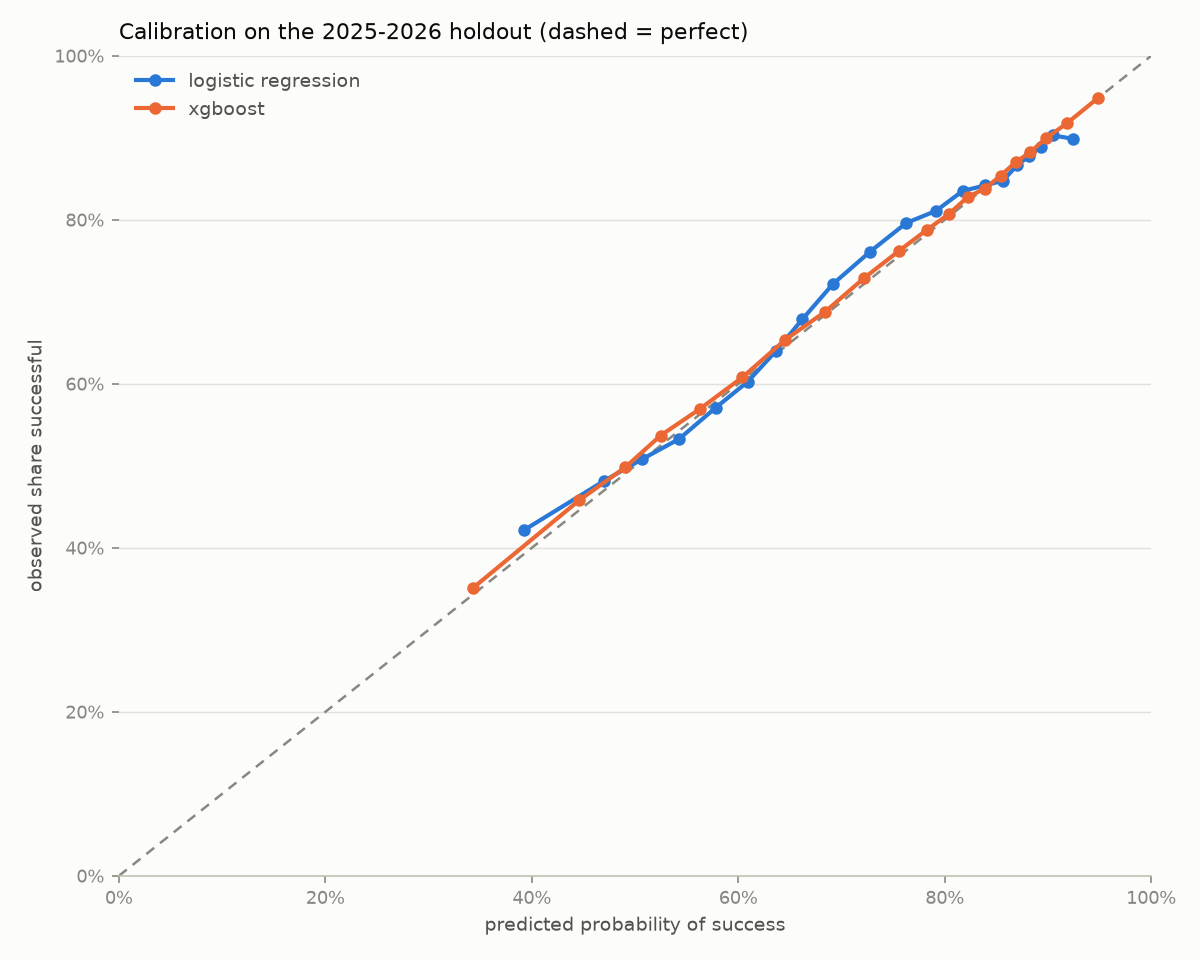 Calibration on the 2025-2026 holdout (dashed = perfect)
100%
80%
60%
40%
20%
0%
logistic regression
xgboost
observed share successful
0%
20%
40%
60%
80%
100%
predicted probability of success